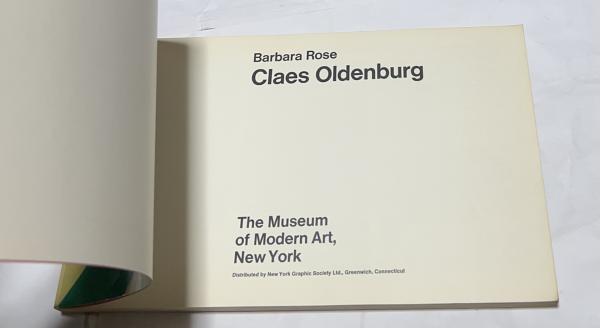 Barbara Rose
Claes Oldenburg
The Museum
of Modern Art,
New York
Distributed by New York Graphic Society Ltd., Greenwich, Connecticut